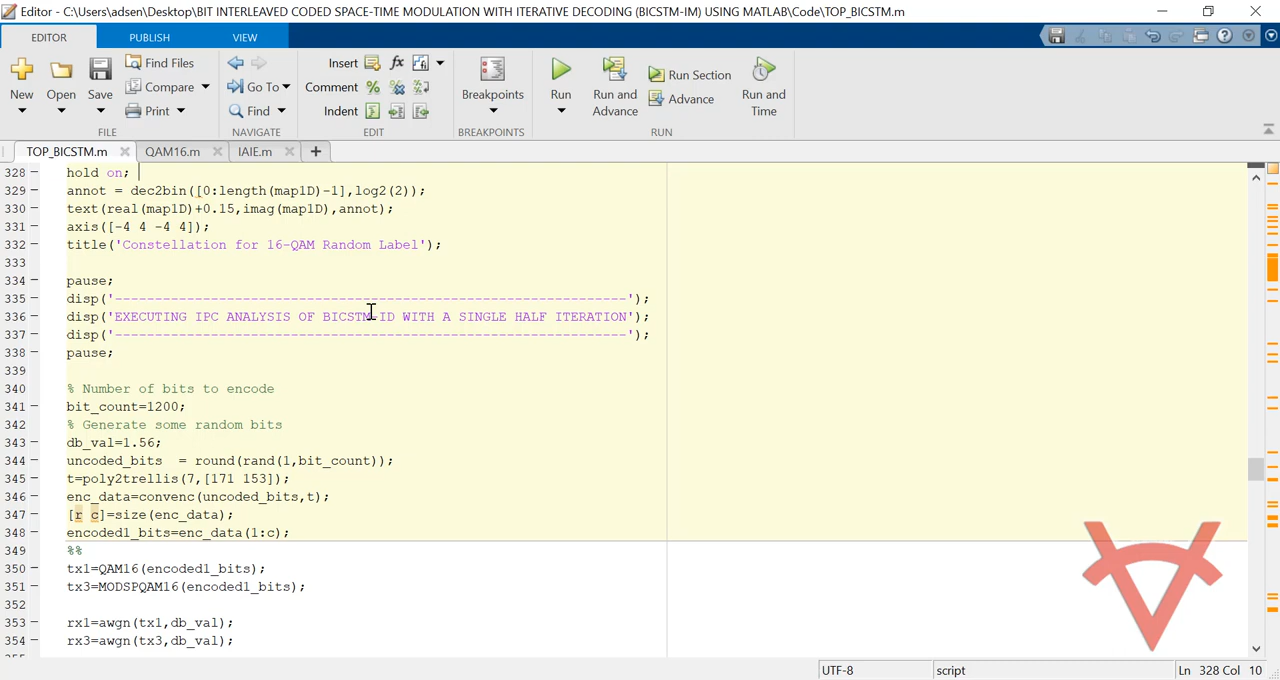 Editor - C:\Users\adsen\Desktop\BIT INTERLEAVED CODED SPACE-TIME MODULATION WITH ITERATIVE DECODING (BICSTM-IM) USING MATLAB\Code\TOP_BICSTM.m
EDITOR PUBLISH VIEW
New Open Save Find Files Compare Print Go To Find Insert fx Comment % Indent Breakpoints Run Run and Advance Run Section Advance Run and Time
FILE NAVIGATE EDIT BREAKPOINTS RUN
TOP_BICSTM.m QAM16.m IAIE.m
328 hold on;
329 annot = dec2bin([0:length(map1D)-1],log2(2));
330 text(real(map1D)+0.15,imag(map1D),annot);
331 axis([-4 4 -4 4]);
332 title('Constellation for 16-QAM Random Label');
333
334 pause;
335 disp('----------------------------------------------------------------');
336 disp('EXECUTING IPC ANALYSIS OF BICSTM-ID WITH A SINGLE HALF ITERATION');
337 disp('----------------------------------------------------------------');
338 pause;
339
340 % Number of bits to encode
341 bit_count=1200;
342 % Generate some random bits
343 db_val=1.56;
344 uncoded_bits  = round(rand(1,bit_count));
345 t=poly2trellis(7,[171 153]);
346 enc_data=convenc(uncoded_bits,t);
347 [r c]=size(enc_data);
348 encoded1_bits=enc_data(1:c);
349 %%
350 tx1=QAM16(encoded1_bits);
351 tx3=MODSPQAM16(encoded1_bits);
352
353 rx1=awgn(tx1,db_val);
354 rx3=awgn(tx3,db_val);
UTF-8 script Ln 328 Col 10